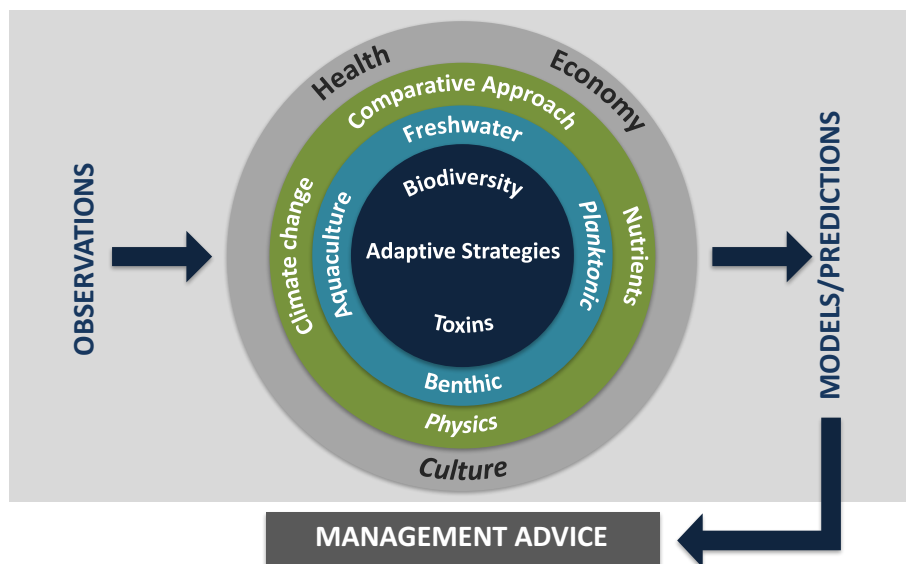 Health
Economy
Comparative Approach
Freshwater
Biodiversity
OBSERVATIONS
Climate change
Aquaculture
Adaptive Strategies
Planktonic
Nutrients
MODELS/PREDICTIONS
Toxins
Benthic
Physics
Culture
MANAGEMENT ADVICE